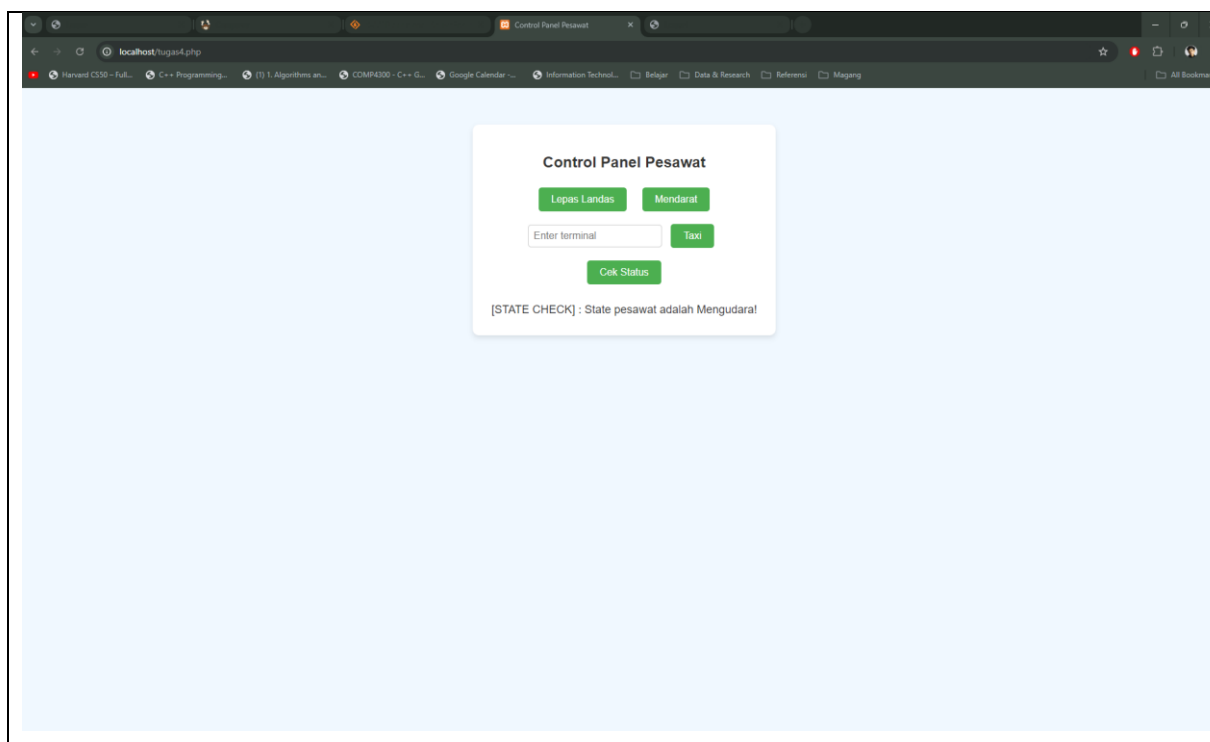 Control Panel Pesawat
localhost/tugas4.php
Harvard CS50 – Full... C++ Programming... (1) 1. Algorithms an... COMP4300 - C++ G... Google Calendar -... Information Technol... Belajar Data & Research Referensi Magang All Bookma
Control Panel Pesawat
Lepas Landas Mendarat
Enter terminal Taxi
Cek Status
[STATE CHECK] : State pesawat adalah Mengudara!